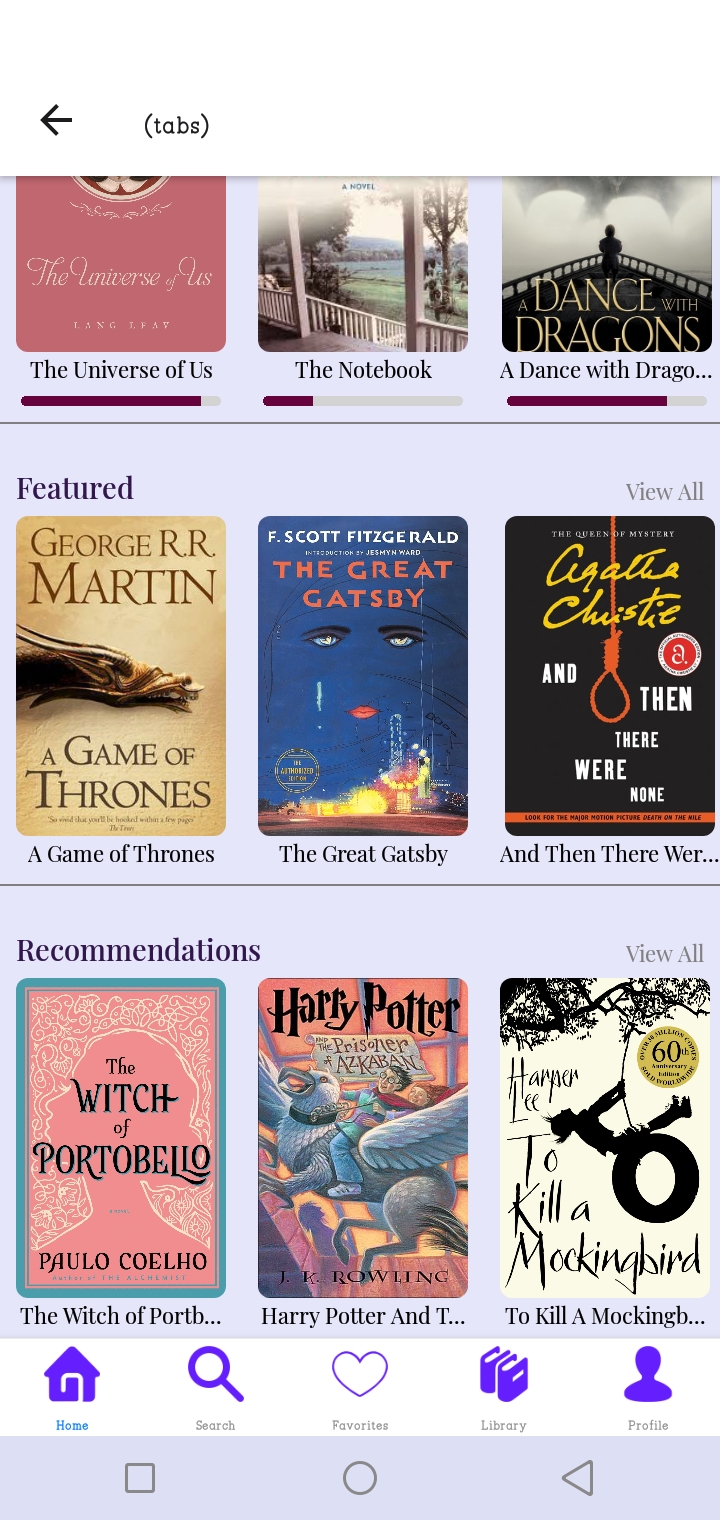 (tabs)
The Universe of Us
LANG LEAV
A NOVEL
A DANCE WITH
DRAGONS
The Universe of Us
The Notebook
A Dance with Drago...
Featured
View All
GEORGE R.R.
MARTIN
A GAME OF
THRONES
'So vivid that you'll be hooked within a few pages'
The Times
F. SCOTT FITZGERALD
INTRODUCTION BY JESMYN WARD
THE GREAT
GATSBY
THE
AUTHORIZED
EDITION
THE QUEEN OF MYSTERY
Agatha
Christie
a.
AND
THEN
THERE
WERE
NONE
LOOK FOR THE MAJOR MOTION PICTURE DEATH ON THE NILE
A Game of Thrones
The Great Gatsby
And Then There Wer...
Recommendations
View All
The
WITCH
of
PORTOBELLO
A NOVEL
PAULO COELHO
Author of THE ALCHEMIST
Harry Potter
AND THE Prisoner
of AZKABAN
J. K. ROWLING
OVER 40 MILLION COPIES
60th
Anniversary
Edition
SOLD WORLDWIDE
Harper
Lee
To
Kill a
Mockingbird
The Witch of Portb...
Harry Potter And T...
To Kill A Mockingb...
Home
Search
Favorites
Library
Profile